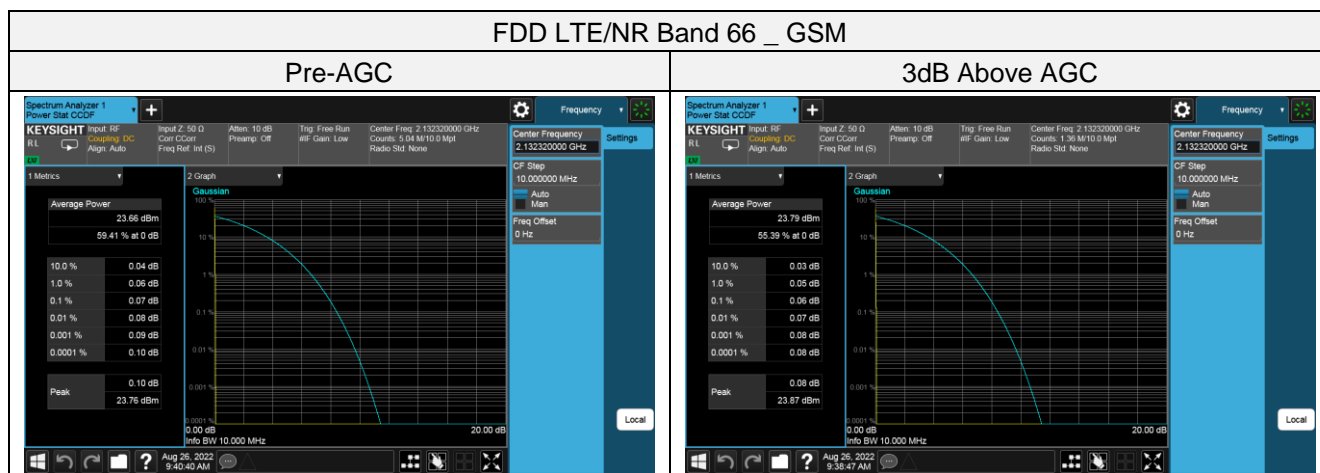 FDD LTE/NR Band 66 _ GSM
Pre-AGC
3dB Above AGC
Spectrum Analyzer 1
Power Stat CCDF
Frequency
KEYSIGHT
RL
Input: RF
Coupling: DC
Align: Auto
Input Z: 50 Ω
Corr CCorr
Freq Ref: Int (S)
Atten: 10 dB
Preamp: Off
Trig: Free Run
#IF Gain: Low
Center Freq: 2.132320000 GHz
Counts: 5.04 M/10.0 Mpt
Radio Std: None
Center Frequency
2.132320000 GHz
Settings
CF Step
10.000000 MHz
Auto
Man
Freq Offset
0 Hz
1 Metrics
2 Graph
Gaussian
Average Power
23.66 dBm
59.41 % at 0 dB
10.0 % 0.04 dB
1.0 % 0.06 dB
0.1 % 0.07 dB
0.01 % 0.08 dB
0.001 % 0.09 dB
0.0001 % 0.10 dB
Peak
0.10 dB
23.76 dBm
100 %
10 %
1 %
0.1 %
0.01 %
0.001 %
0.0001 %
0.00 dB
20.00 dB
Info BW 10.000 MHz
Local
Aug 26, 2022
9:40:40 AM
Spectrum Analyzer 1
Power Stat CCDF
Frequency
KEYSIGHT
RL
Input: RF
Coupling: DC
Align: Auto
Input Z: 50 Ω
Corr CCorr
Freq Ref: Int (S)
Atten: 10 dB
Preamp: Off
Trig: Free Run
#IF Gain: Low
Center Freq: 2.132320000 GHz
Counts: 1.36 M/10.0 Mpt
Radio Std: None
Center Frequency
2.132320000 GHz
Settings
CF Step
10.000000 MHz
Auto
Man
Freq Offset
0 Hz
1 Metrics
2 Graph
Gaussian
Average Power
23.79 dBm
55.39 % at 0 dB
10.0 % 0.03 dB
1.0 % 0.05 dB
0.1 % 0.06 dB
0.01 % 0.07 dB
0.001 % 0.08 dB
0.0001 % 0.08 dB
Peak
0.08 dB
23.87 dBm
100 %
10 %
1 %
0.1 %
0.01 %
0.001 %
0.0001 %
0.00 dB
20.00 dB
Info BW 10.000 MHz
Local
Aug 26, 2022
9:38:47 AM